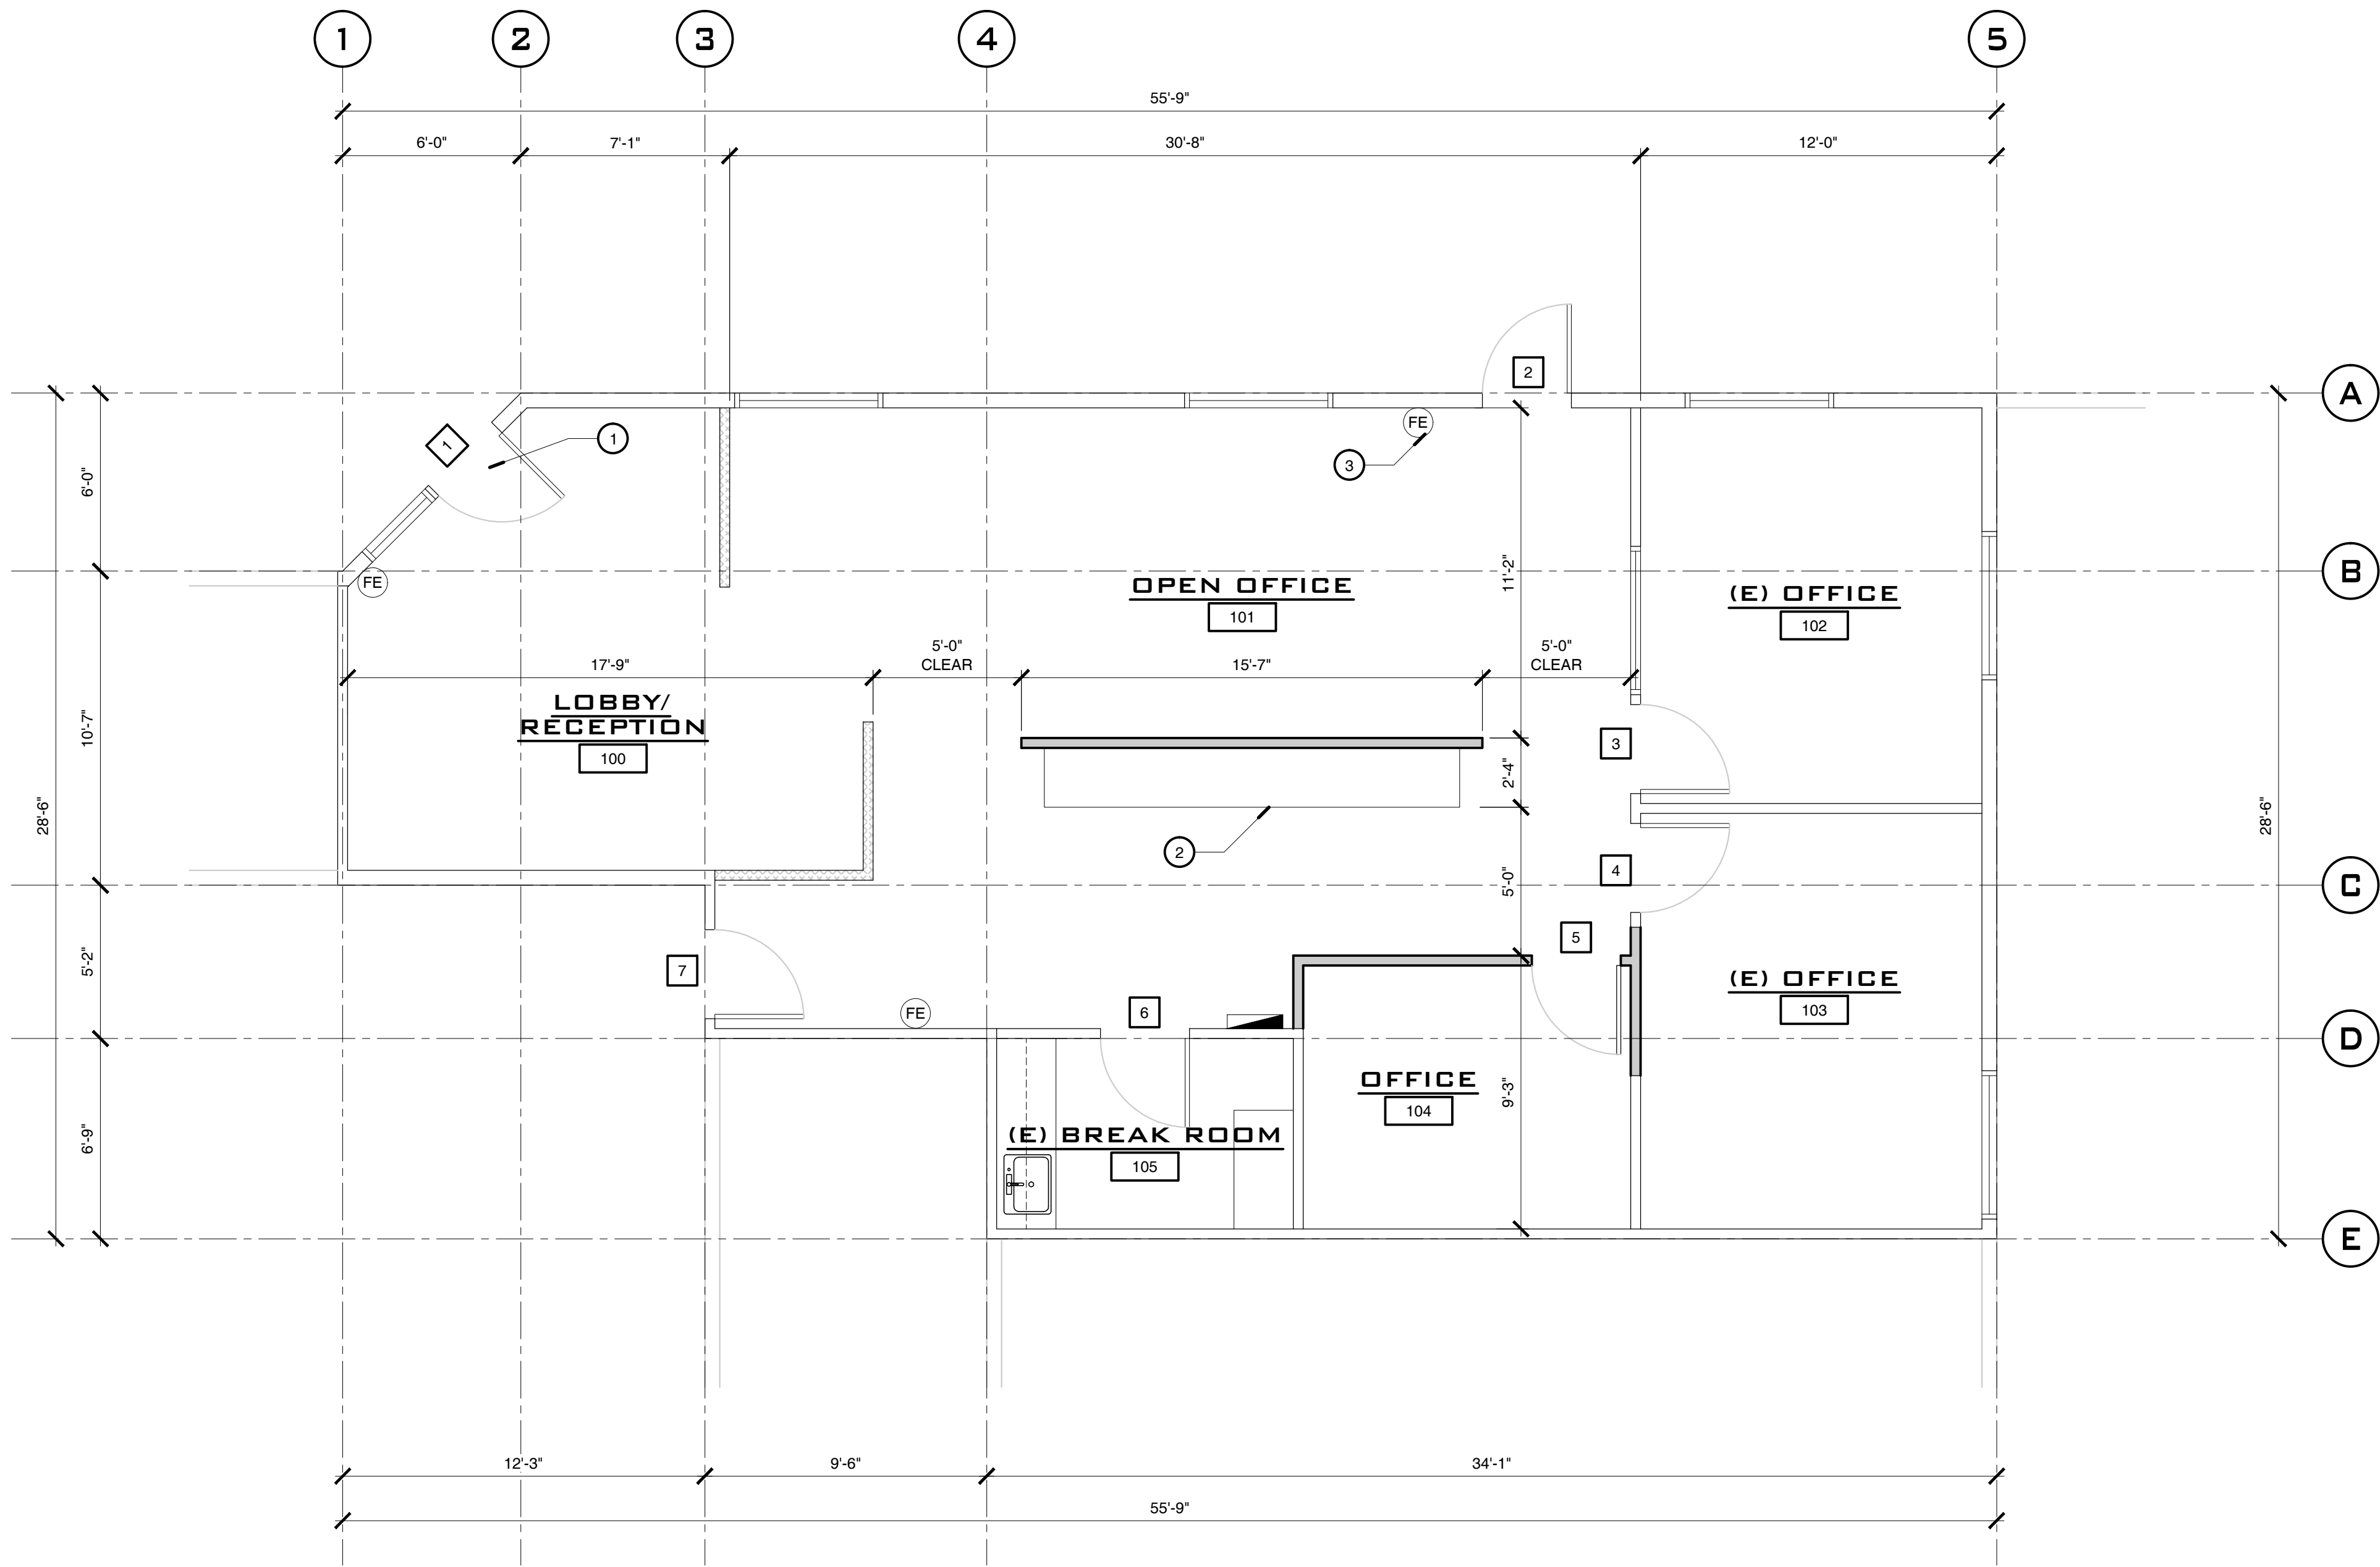 1 2 3 4 5
55'-9"
6'-0" 7'-1" 30'-8" 12'-0"
2
A
1
1
FE
3
6'-0"
FE
B
11'-2"
OPEN OFFICE
101
(E) OFFICE
102
5'-0"
CLEAR
5'-0"
CLEAR
17'-9"
15'-7"
LOBBY/
RECEPTION
100
10'-7"
3
2'-4"
28'-6"
28'-6"
2
4
5'-0"
C
5
5'-2"
7
(E) OFFICE
103
FE
6
D
OFFICE
104
9'-3"
6'-9"
(E) BREAK ROOM
105
E
12'-3" 9'-6" 34'-1"
55'-9"